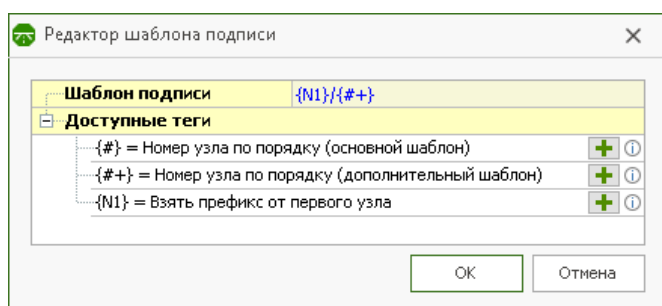 Редактор шаблона подписи
Шаблон подписи {N1}/{#+}
Доступные теги
{#} = Номер узла по порядку (основной шаблон)
{#+} = Номер узла по порядку (дополнительный шаблон)
{N1} = Взять префикс от первого узла
ОК Отмена